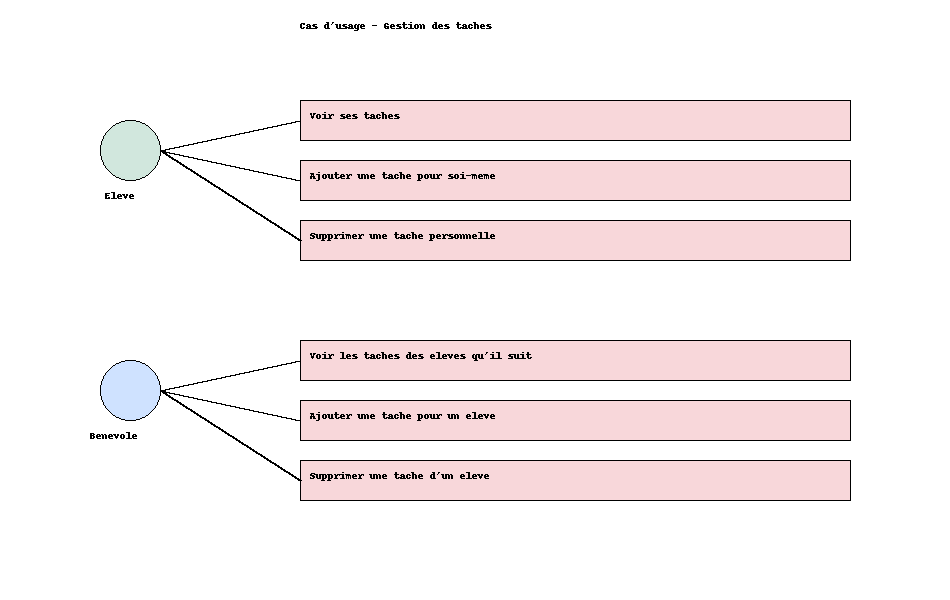 Cas d'usage - Gestion des taches
Voir ses taches
Ajouter une tache pour soi-meme
Eleve
Supprimer une tache personnelle
Voir les taches des eleves qu'il suit
Ajouter une tache pour un eleve
Benevole
Supprimer une tache d'un eleve